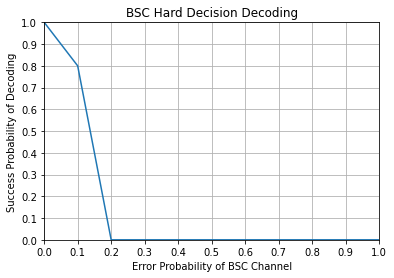 BSC Hard Decision Decoding
Success Probability of Decoding
1.0
0.9
0.8
0.7
0.6
0.5
0.4
0.3
0.2
0.1
0.0
0.0 0.1 0.2 0.3 0.4 0.5 0.6 0.7 0.8 0.9 1.0
Error Probability of BSC Channel